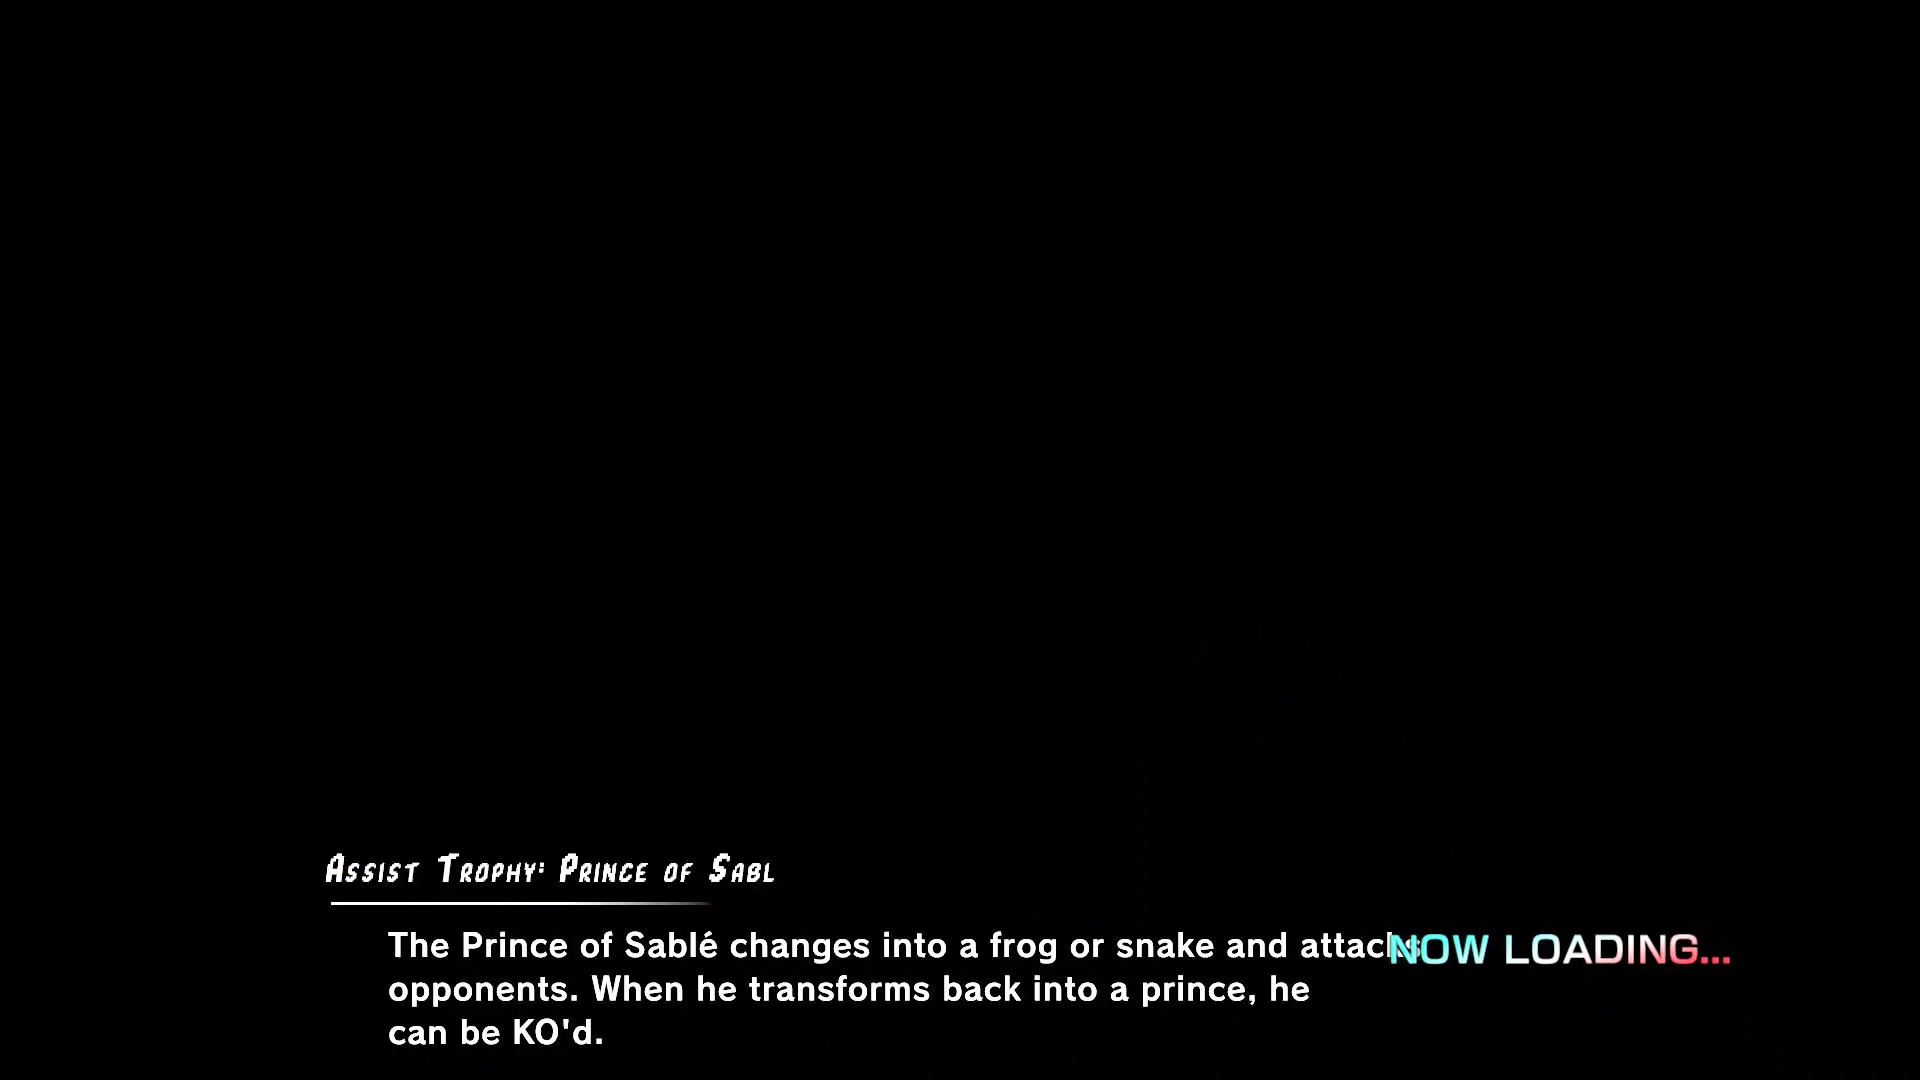 Assist Trophy: Prince of Sabl
The Prince of Sablé changes into a frog or snake and attacks
NOW LOADING...
opponents. When he transforms back into a prince, he
can be KO'd.